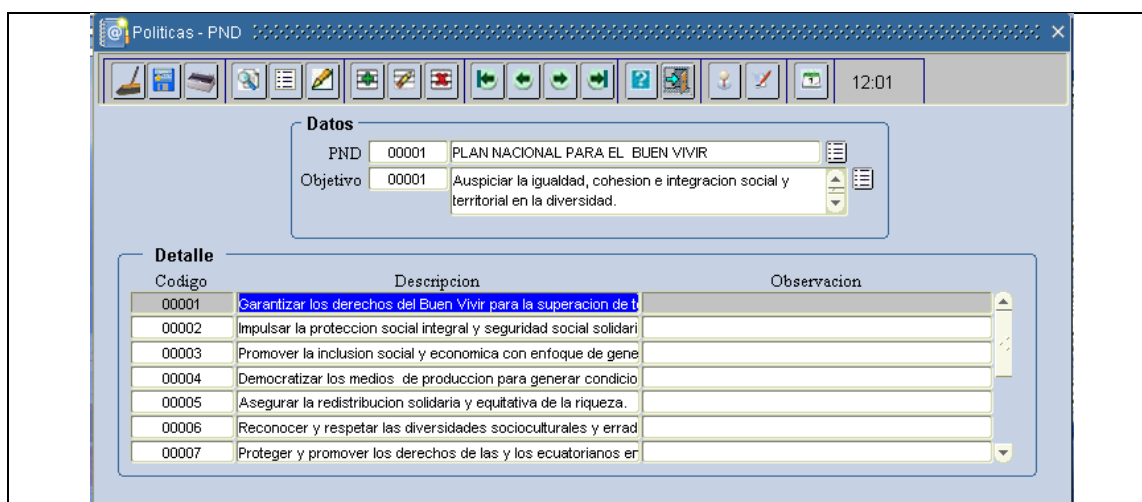 Politicas - PND
12:01
Datos
PND 00001 PLAN NACIONAL PARA EL BUEN VIVIR
Objetivo 00001 Auspiciar la igualdad, cohesion e integracion social y
territorial en la diversidad.
Detalle
Codigo Descripcion Observacion
00001 Garantizar los derechos del Buen Vivir para la superacion de
00002 Impulsar la proteccion social integral y seguridad social solidari
00003 Promover la inclusion social y economica con enfoque de gene
00004 Democratizar los medios de produccion para generar condicio
00005 Asegurar la redistribucion solidaria y equitativa de la riqueza.
00006 Reconocer y respetar las diversidades socioculturales y errad
00007 Proteger y promover los derechos de las y los ecuatorianos